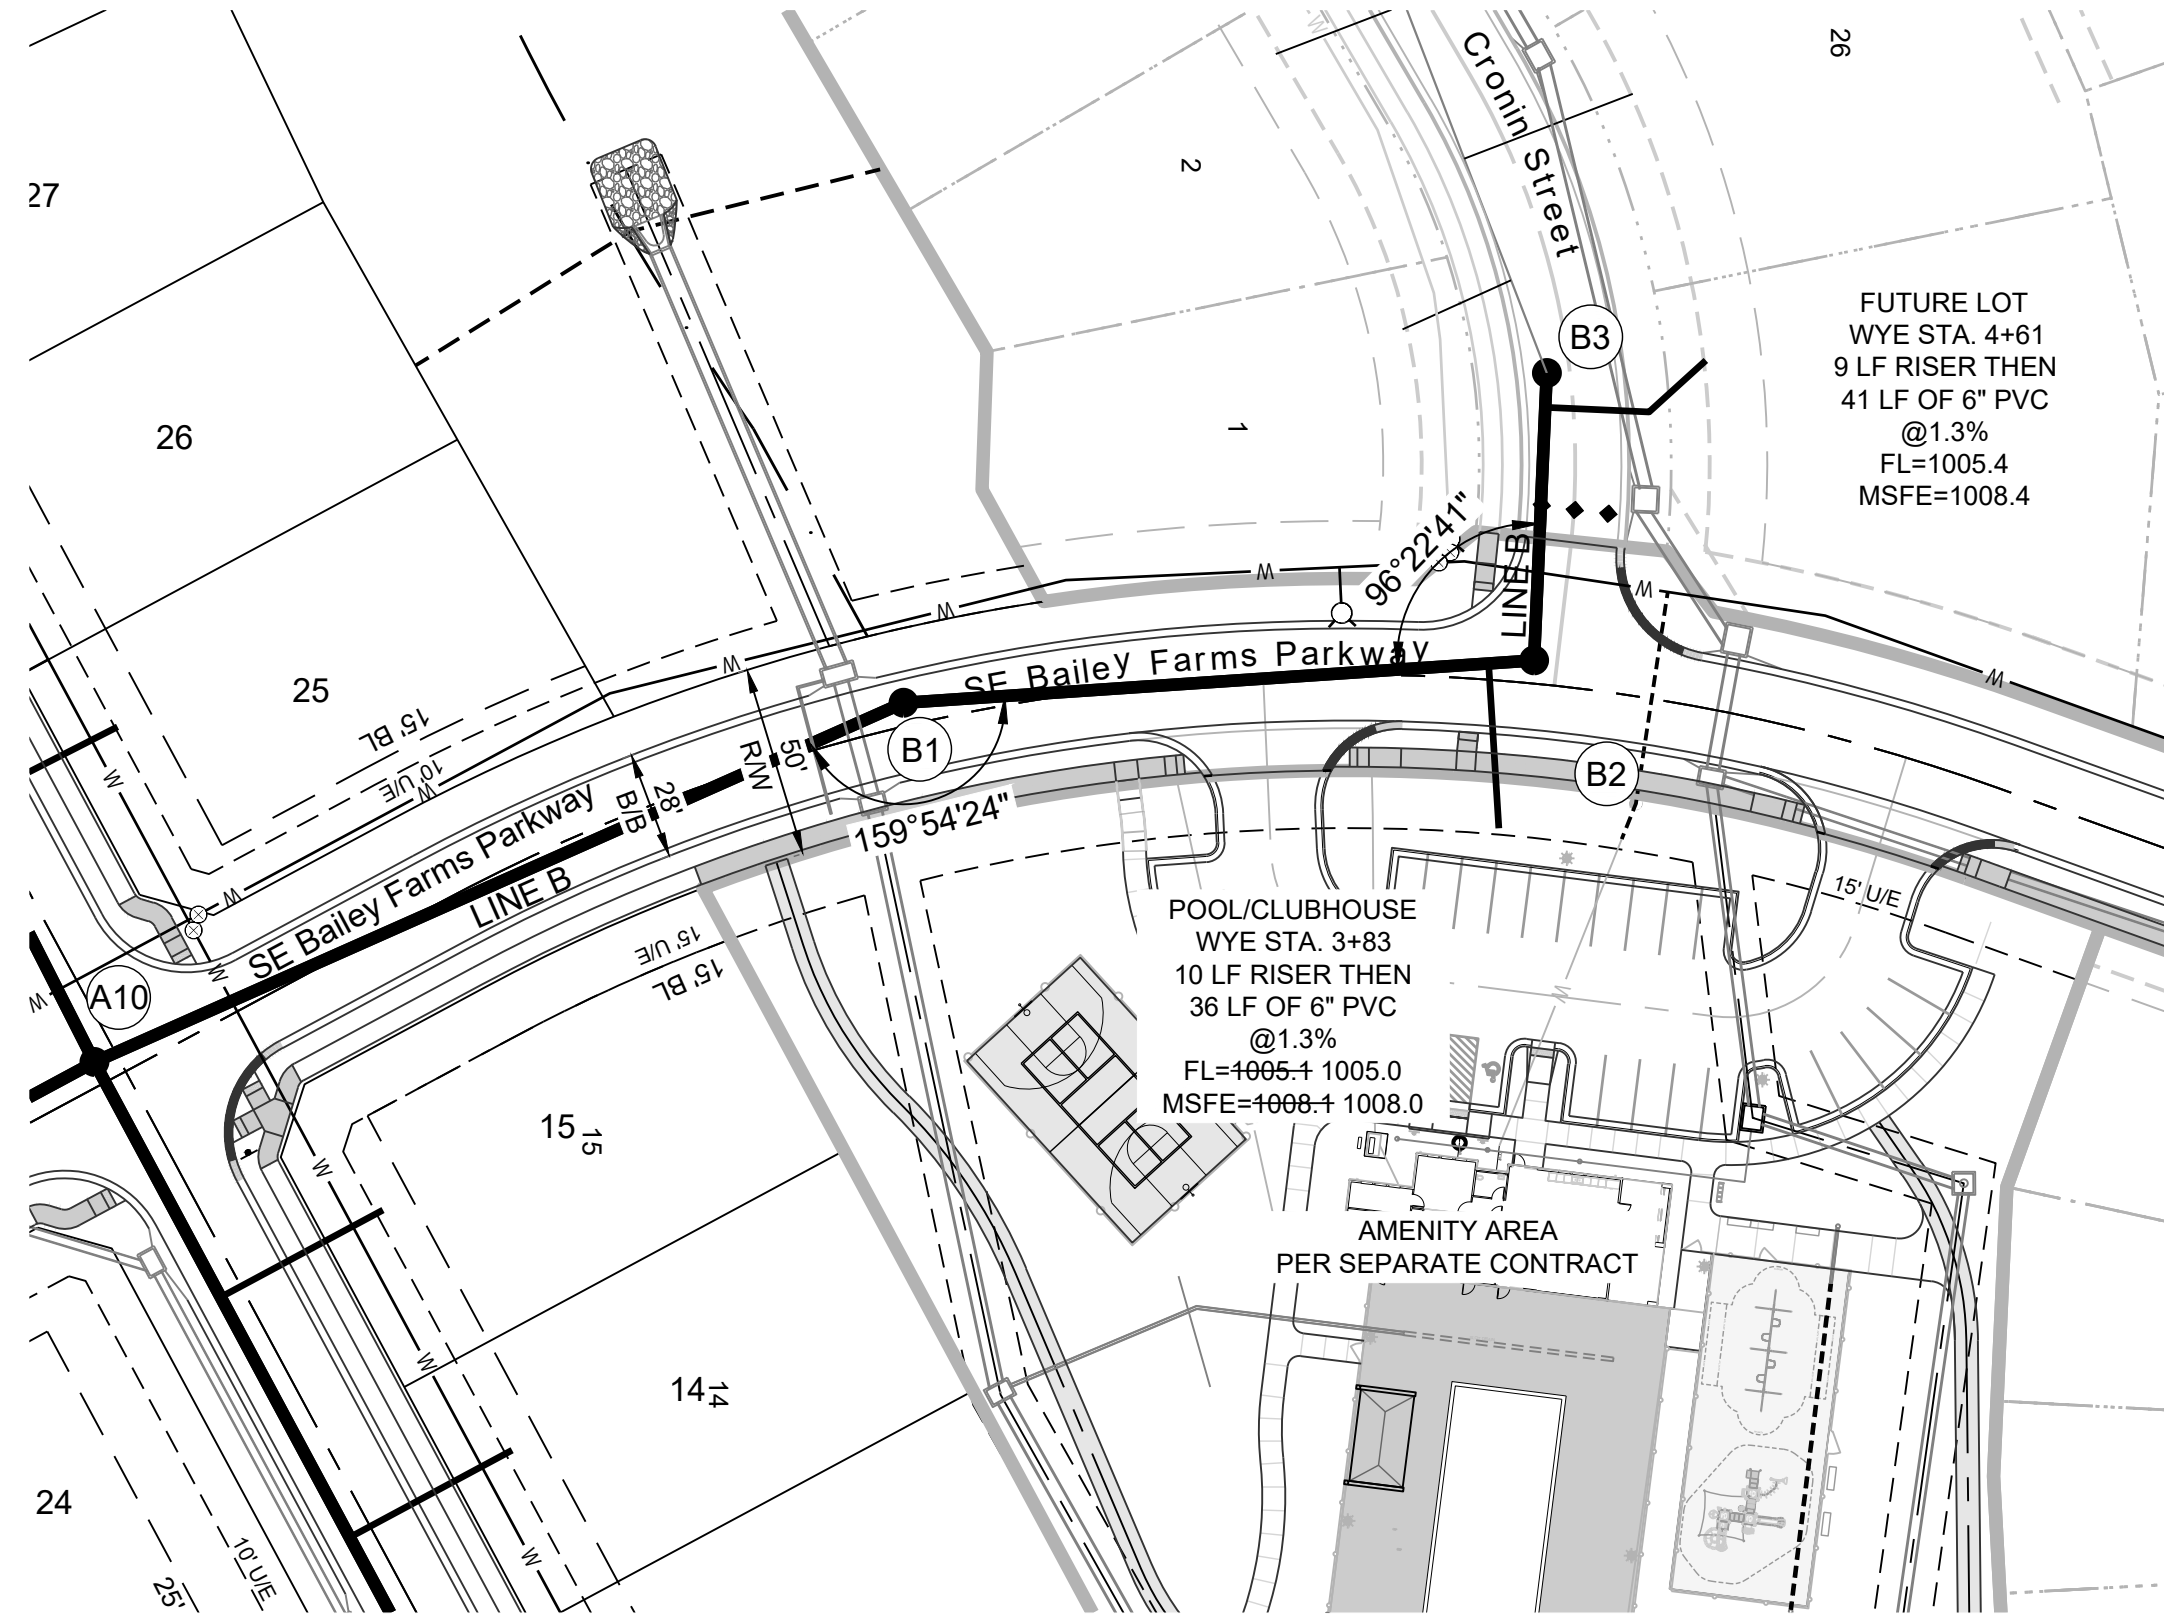 27
26
25
2
1
26
Cronin Street
B3
FUTURE LOT
WYE STA. 4+61
9 LF RISER THEN
41 LF OF 6" PVC
@1.3%
FL=1005.4
MSFE=1008.4
96°22'41"
LINE B
W
W
W
W
W
W
W
SE Bailey Farms Parkway
B1
B2
50'
R/W
28'
B/B
159°54'24"
15' BL
10' U/E
W
W
W
SE Bailey Farms Parkway
LINE B
15' U/E
15' BL
A10
W
W
15' U/E
W
POOL/CLUBHOUSE
WYE STA. 3+83
10 LF RISER THEN
36 LF OF 6" PVC
@1.3%
FL=1005.1 1005.0
MSFE=1008.1 1008.0
15
15
W
AMENITY AREA
PER SEPARATE CONTRACT
W
14
14
24
W
10' U/E
25'